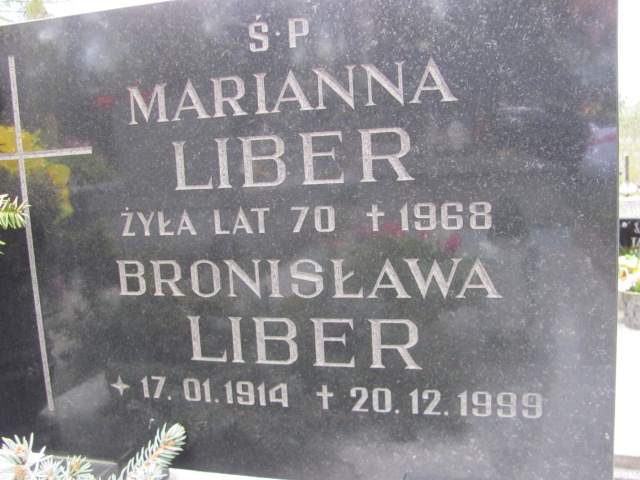 Ś.P
MARIANNA
LIBER
ŻYŁA LAT 70 † 1968
BRONISŁAWA
LIBER
+ 17.01.1914 † 20.12.1999